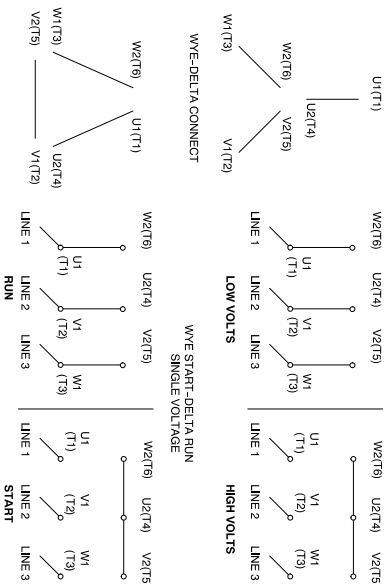 U1(T1)
U2(T4)
W2(T6) V2(T5)
W1(T3) V1(T2)
W2(T6) U2(T4) V2(T5)
U1 V1 W1
(T1) (T2) (T3)
LINE 1 LINE 2 LINE 3
LOW VOLTS
W2(T6) U2(T4) V2(T5
U1 V1 W1
(T1) (T2) (T3)
LINE 1 LINE 2 LINE 3
HIGH VOLTS
WYE-DELTA CONNECT
WYE START-DELTA RUN
SINGLE VOLTAGE
W2(T6) U1(T1)
W1(T3) U2(T4)
V2(T5) V1(T2)
W2(T6) U2(T4) V2(T5)
U1 V1 W1
(T1) (T2) (T3)
LINE 1 LINE 2 LINE 3
RUN
W2(T6) U2(T4) V2(T5
U1 V1 W1
(T1) (T2) (T3)
LINE 1 LINE 2 LINE 3
START